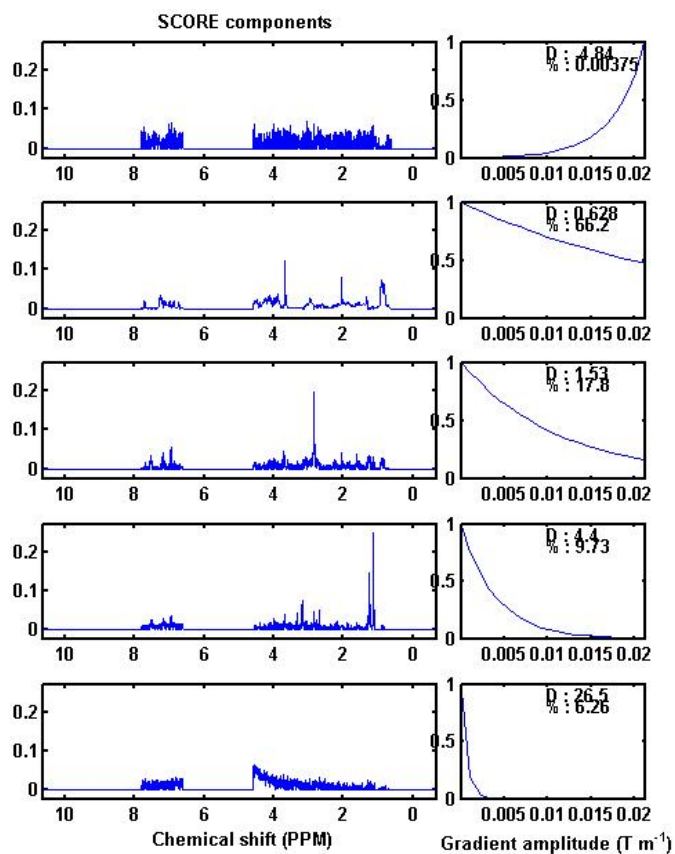 SCORE components
0.2
0.1
0
10 8 6 4 2 0
1
0.5
0
D : -4.84
% : 0.00375
0.005 0.01 0.015 0.02
0.2
0.1
0
10 8 6 4 2 0
1
0.5
0
D : 0.628
% : 66.2
0.005 0.01 0.015 0.02
0.2
0.1
0
10 8 6 4 2 0
1
0.5
0
D : 1.53
% : 17.8
0.005 0.01 0.015 0.02
0.2
0.1
0
10 8 6 4 2 0
1
0.5
0
D : 4.4
% : 9.73
0.005 0.01 0.015 0.02
0.2
0.1
0
10 8 6 4 2 0
Chemical shift (PPM)
1
0.5
0
D : 26.5
% : 6.26
0.005 0.01 0.015 0.02
Gradient amplitude (T m⁻¹)